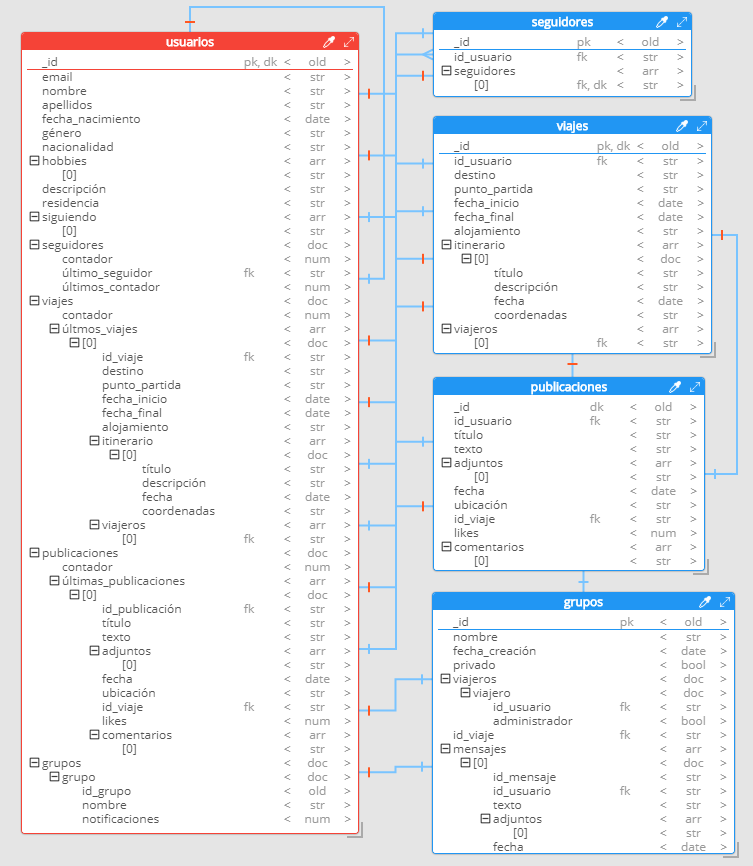 usuarios
_id pk, dk < old >
email < str >
nombre < str >
apellidos < str >
fecha_nacimiento < date >
género < str >
nacionalidad < str >
hobbies < arr >
[0] < str >
descripción < str >
residencia < str >
siguiendo < arr >
[0] < str >
seguidores < doc >
contador < num >
último_seguidor fk < str >
últimos_contador < num >
viajes < doc >
contador < num >
últmos_viajes < arr >
[0] < doc >
id_viaje fk < str >
destino < str >
punto_partida < str >
fecha_inicio < date >
fecha_final < date >
alojamiento < str >
itinerario < arr >
[0] < doc >
título < str >
descripción < str >
fecha < date >
coordenadas < str >
viajeros < arr >
[0] fk < str >
publicaciones < doc >
contador < num >
últimas_publicaciones < arr >
[0] < doc >
id_publicación fk < str >
título < str >
texto < str >
adjuntos < arr >
[0] < str >
fecha < date >
ubicación < str >
id_viaje fk < str >
likes < num >
comentarios < arr >
[0] < str >
grupos < doc >
grupo < doc >
id_grupo < old >
nombre < str >
notificaciones < num >
seguidores
_id pk < old >
id_usuario fk < str >
seguidores < arr >
[0] fk, dk < str >
viajes
_id pk, dk < old >
id_usuario fk < str >
destino < str >
punto_partida < str >
fecha_inicio < date >
fecha_final < date >
alojamiento < str >
itinerario < arr >
[0] < doc >
título < str >
descripción < str >
fecha < date >
coordenadas < str >
viajeros < arr >
[0] fk < str >
publicaciones
_id dk < old >
id_usuario fk < str >
título < str >
texto < str >
adjuntos < arr >
[0] < str >
fecha < date >
ubicación < str >
id_viaje fk < str >
likes < num >
comentarios < arr >
[0] < str >
grupos
_id pk < old >
nombre < str >
fecha_creación < date >
privado < bool >
viajeros < doc >
viajero < doc >
id_usuario fk < str >
administrador < bool >
id_viaje fk < str >
mensajes < arr >
[0] < doc >
id_mensaje < str >
id_usuario fk < str >
texto < str >
adjuntos < arr >
[0] < str >
fecha < date >